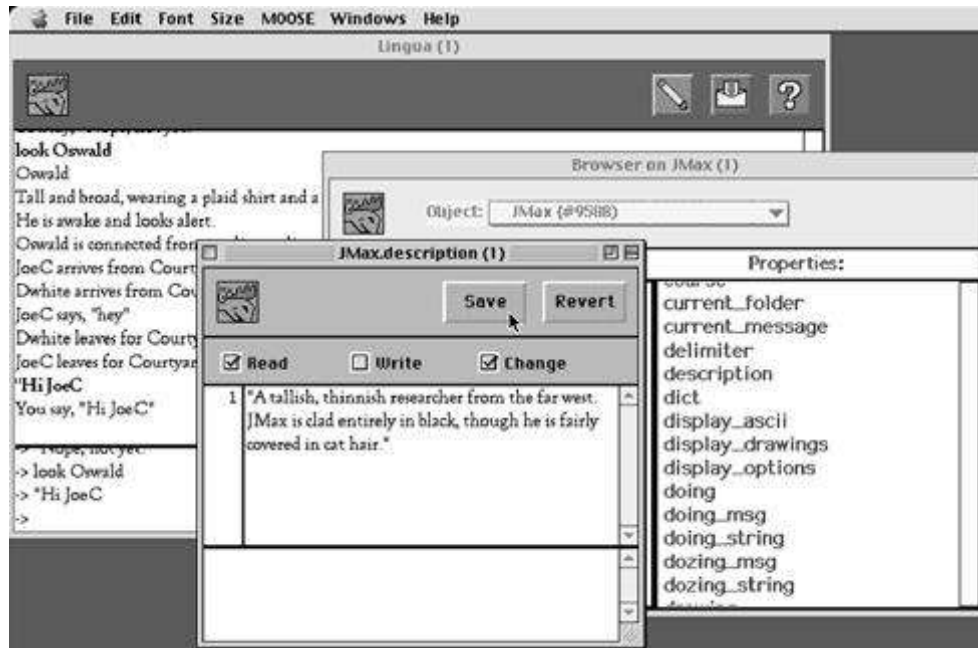 File Edit Font Size MOOSE Windows Help
Lingua (1)
look Oswald
Oswald
Tall and broad, wearing a plaid shirt and a
He is awake and looks alert.
Oswald is connected from
JoeC arrives from Court
Dwhite arrives from Cou
JoeC says, "hey"
Dwhite leaves for Courty
JoeC leaves for Courtyar
"Hi JoeC
You say, "Hi JoeC"
-> "Nope, not yet.
-> look Oswald
-> "Hi JoeC
->
Browser on JMax (1)
Object: JMax (#9588)
Properties:
current_folder
current_message
delimiter
description
dict
display_ascii
display_drawings
display_options
doing
doing_msg
doing_string
dozing_msg
dozing_string
JMax.description (1)
Save Revert
Read Write Change
1 "A tallish, thinnish researcher from the far west.
JMax is clad entirely in black, though he is fairly
covered in cat hair."